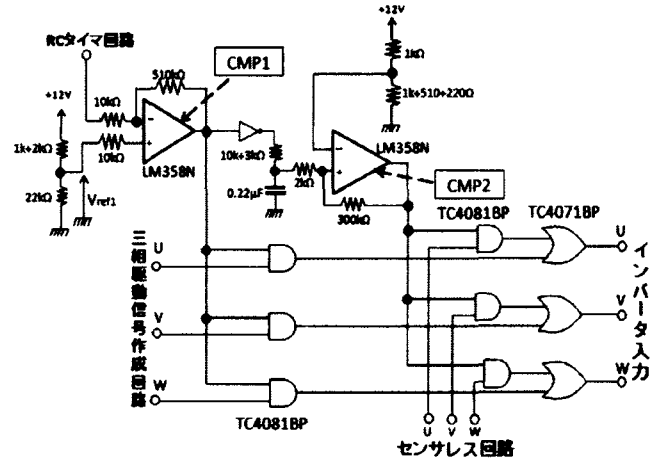 RCタイマ回路
+12V
1k+2kΩ
22kΩ
Vref1
10kΩ
10kΩ
510kΩ
CMP1
LM358N
10k+3kΩ
0.22μF
2kΩ
300kΩ
+12V
1kΩ
1k+510+220Ω
LM358N
CMP2
TC4081BP
TC4071BP
三相駆動信号作成回路
U
V
W
TC4081BP
U
V
W
センサレス回路
U
V
W
インバータ入力